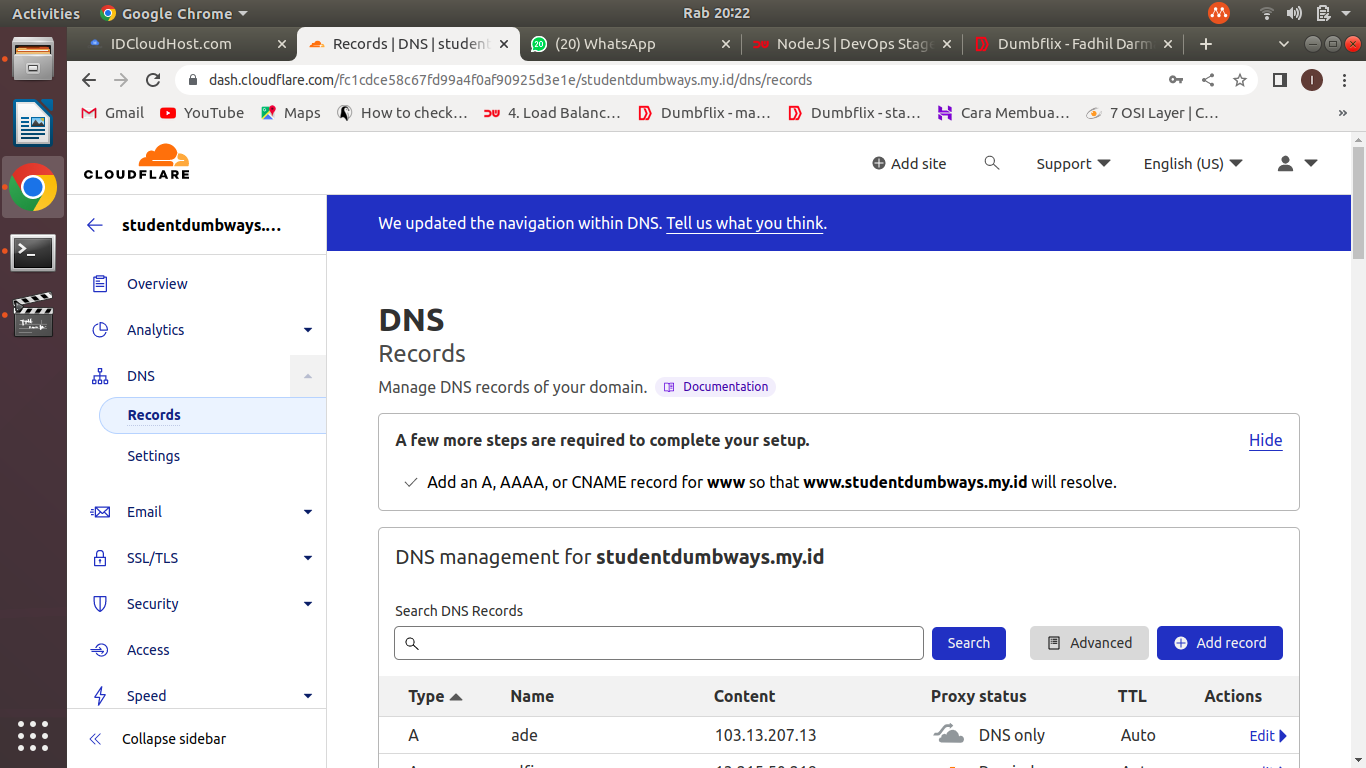 Activities
Google Chrome
Rab 20:22
IDCloudHost.com
Records | DNS | student
(20) WhatsApp
NodeJS | DevOps Stage
Dumbflix - Fadhil Darm
dash.cloudflare.com/fc1cdce58c67fd99a4f0af90925d3e1e/studentdumbways.my.id/dns/records
I
Gmail
YouTube
Maps
How to check...
4. Load Balanc...
Dumbflix - ma...
Dumbflix - sta...
Cara Membua...
7 OSI Layer | C...
»
CLOUDFLARE
Add site
Support
English (US)
studentdumbways....
We updated the navigation within DNS. Tell us what you think.
Overview
Analytics
DNS
Records
Settings
Email
SSL/TLS
Security
Access
Speed
Collapse sidebar
DNS
Records
Manage DNS records of your domain.
Documentation
A few more steps are required to complete your setup.
Hide
Add an A, AAAA, or CNAME record for www so that www.studentdumbways.my.id will resolve.
DNS management for studentdumbways.my.id
Search DNS Records
Search
Advanced
Add record
Type Name Content Proxy status TTL Actions
A ade 103.13.207.13 DNS only Auto Edit